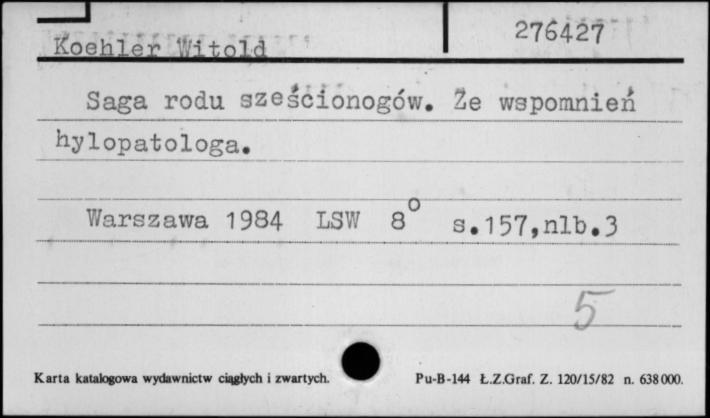 276427
Koehler Witold
Saga rodu sześcionogów. Ze wspomnień
hylopatologa.
Warszawa 1984 LSW 8° s.157,nlb.3
5
Karta katalogowa wydawnictw ciągłych i zwartych. Pu-B-144 Ł.Z.Graf. Z. 120/15/82 n. 638000.